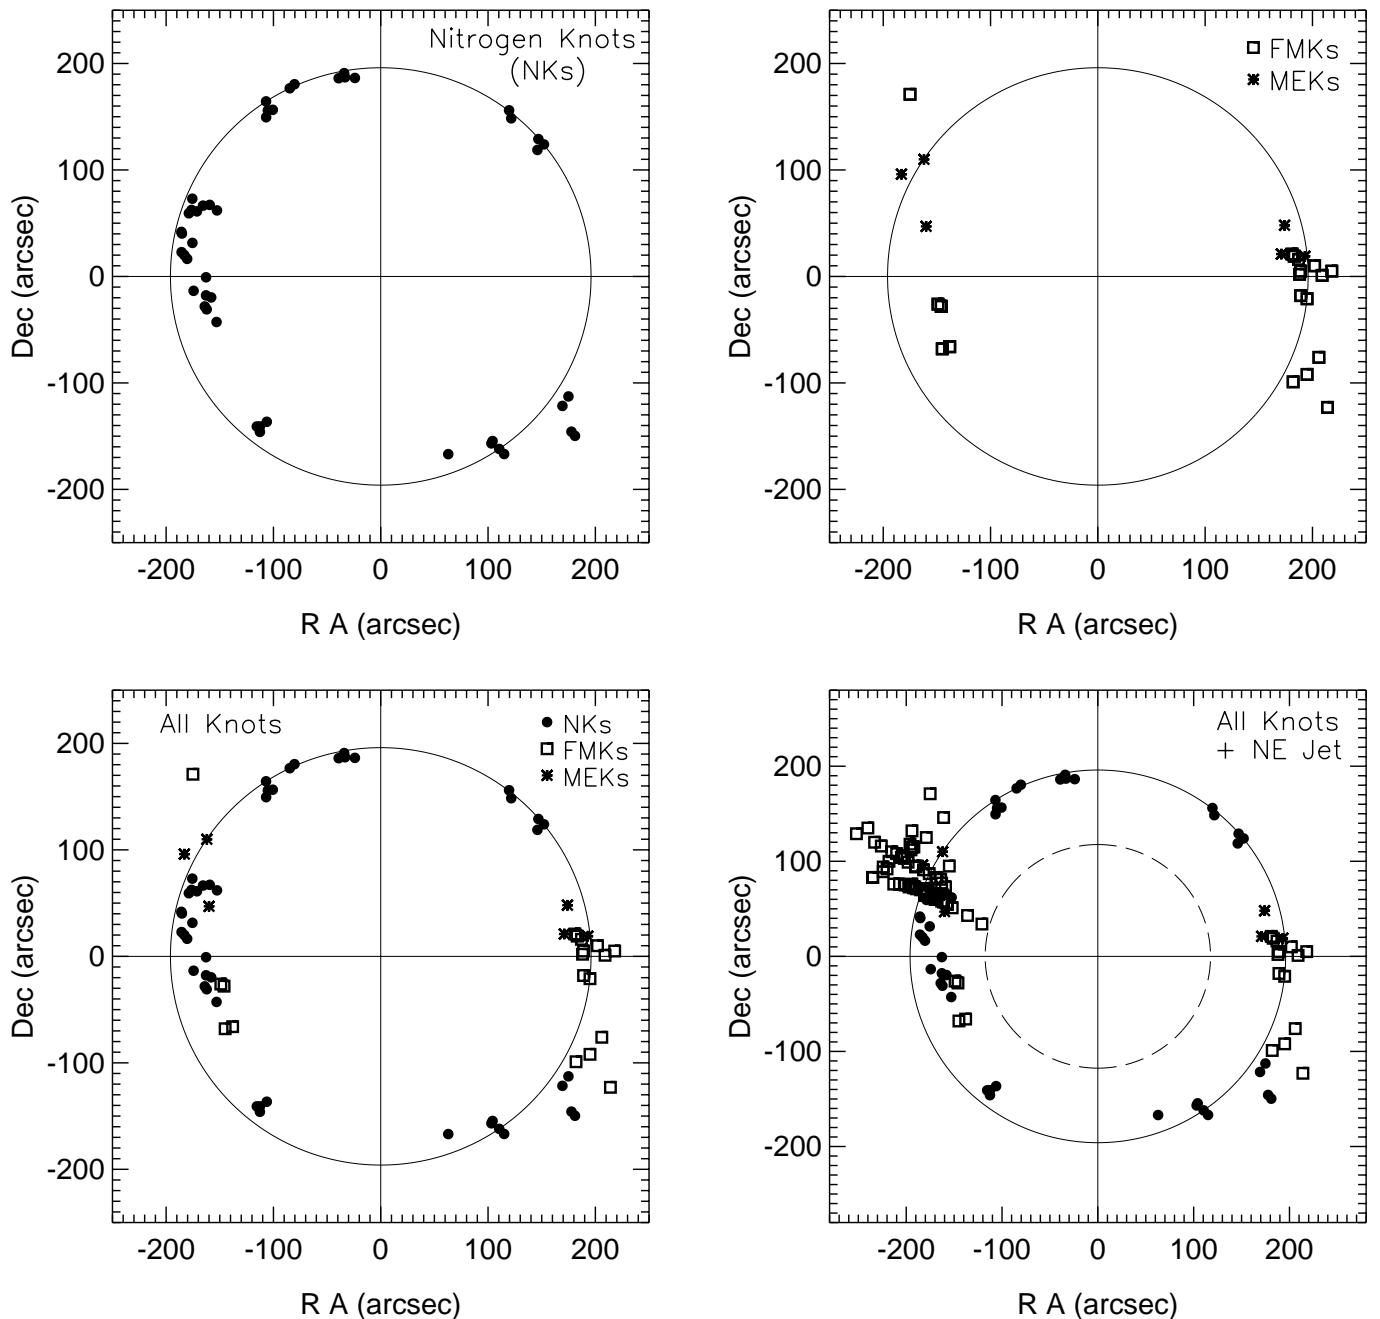 Nitrogen Knots
(NKs)
200
100
0
-100
-200
Dec (arcsec)
-200 -100 0 100 200
R A (arcsec)
FMKs
MEKs
200
100
0
-100
-200
Dec (arcsec)
-200 -100 0 100 200
R A (arcsec)
All Knots
NKs
FMKs
MEKs
200
100
0
-100
-200
Dec (arcsec)
-200 -100 0 100 200
R A (arcsec)
All Knots
+ NE Jet
200
100
0
-100
-200
Dec (arcsec)
-200 -100 0 100 200
R A (arcsec)